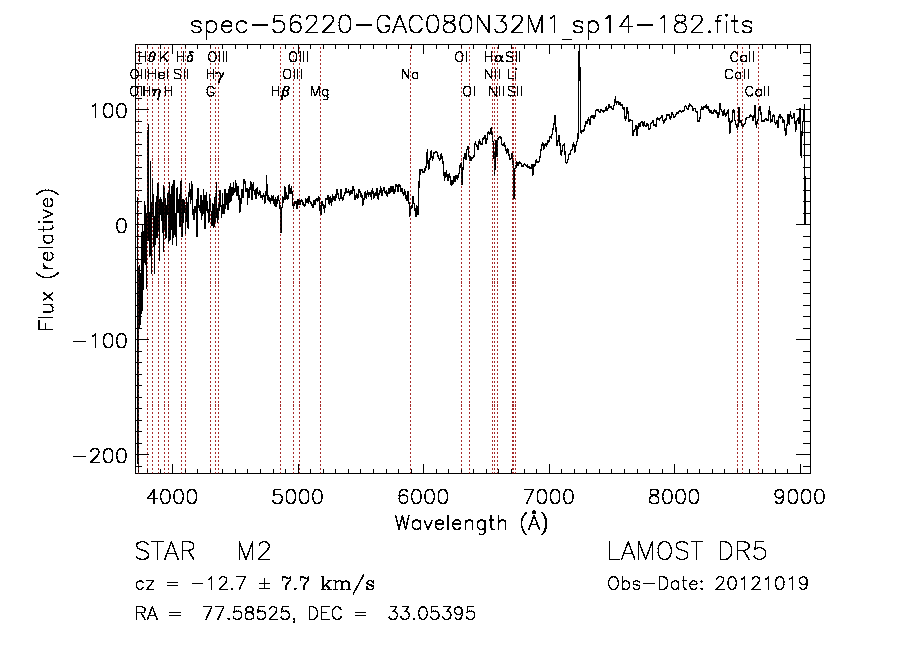 spec-56220-GAC080N32M1_sp14-182.fits
Hθ K Hδ OIII OIII OI Hα SII CaII
OII HeI SII Hγ OIII Na NII Li CaII
OII Hη H G Hβ Mg OI NII SII CaII
100
0
-100
-200
Flux (relative)
4000 5000 6000 7000 8000 9000
Wavelength (Å)
STAR M2 LAMOST DR5
cz = -12.7 ± 7.7 km/s Obs-Date: 20121019
RA = 77.58525, DEC = 33.05395